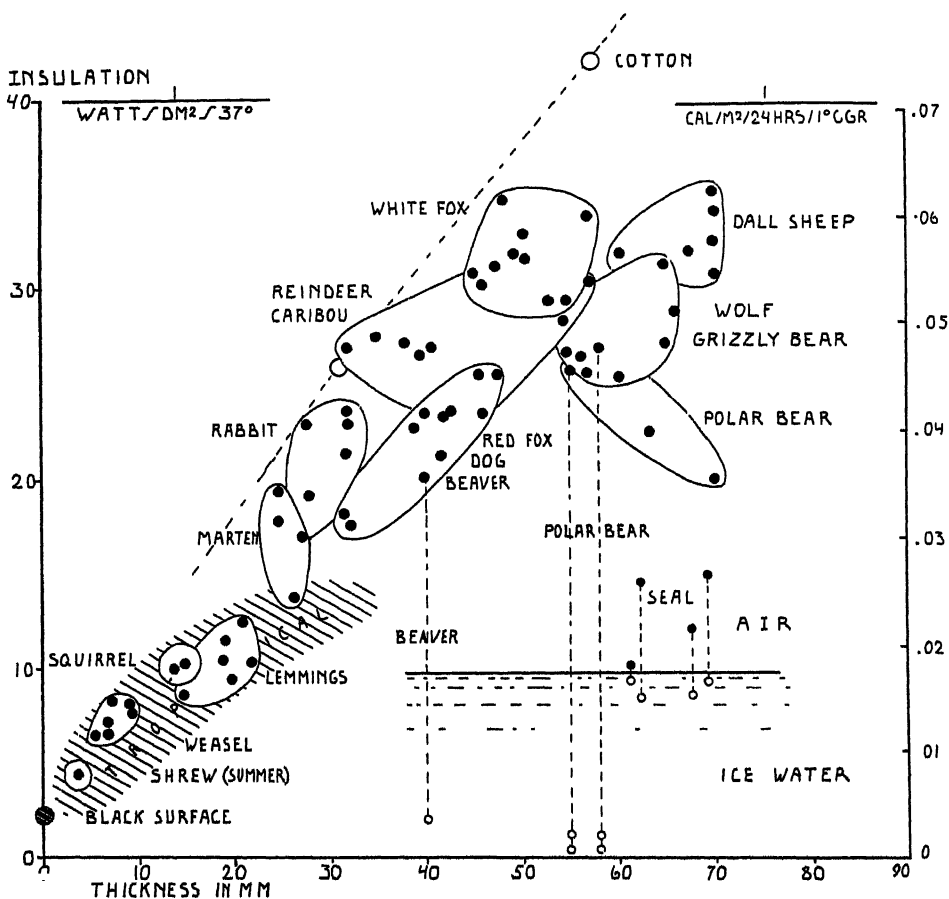 COTTON
INSULATION
40
WATTS/DM2/37°
CAL/M²/24HRS/1°CGR
.07
WHITE FOX
.06
DALL SHEEP
30
REINDEER
CARIBOU
WOLF
.05
GRIZZLY BEAR
RABBIT
POLAR BEAR
.04
RED FOX
DOG
BEAVER
20
MARTEN
POLAR BEAR
.03
SEAL
AIR
TROPICAL
BEAVER
.02
SQUIRREL
10
LEMMINGS
WEASEL
01
SHREW (SUMMER)
ICE WATER
BLACK SURFACE
0
0
0 10 20 30 40 50 60 70 80 90
THICKNESS IN MM